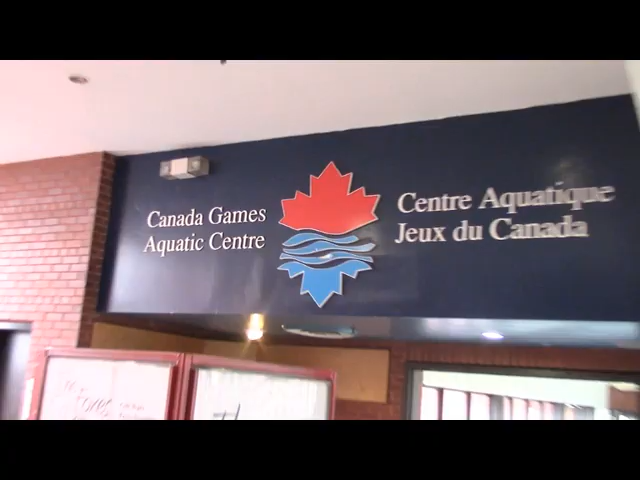 Canada Games
Aquatic Centre
Centre Aquatique
Jeux du Canada